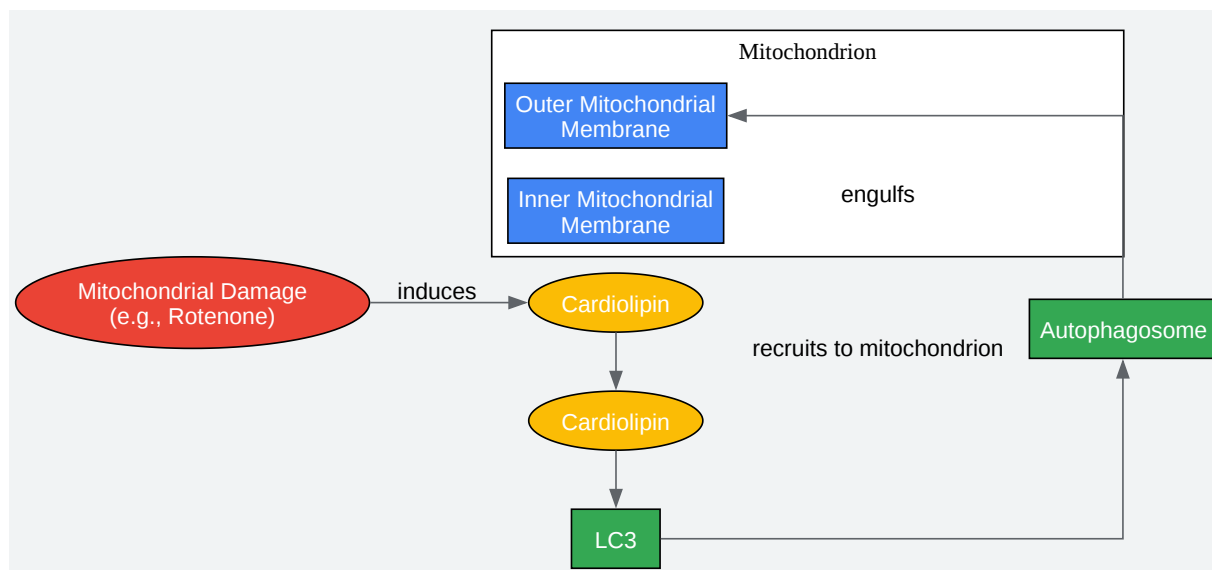 Mitochondrion
Outer Mitochondrial
Membrane
Inner Mitochondrial
Membrane
engulfs
Mitochondrial Damage
(e.g., Rotenone)
induces
Cardiolipin
recruits to mitochondrion
Autophagosome
Cardiolipin
LC3